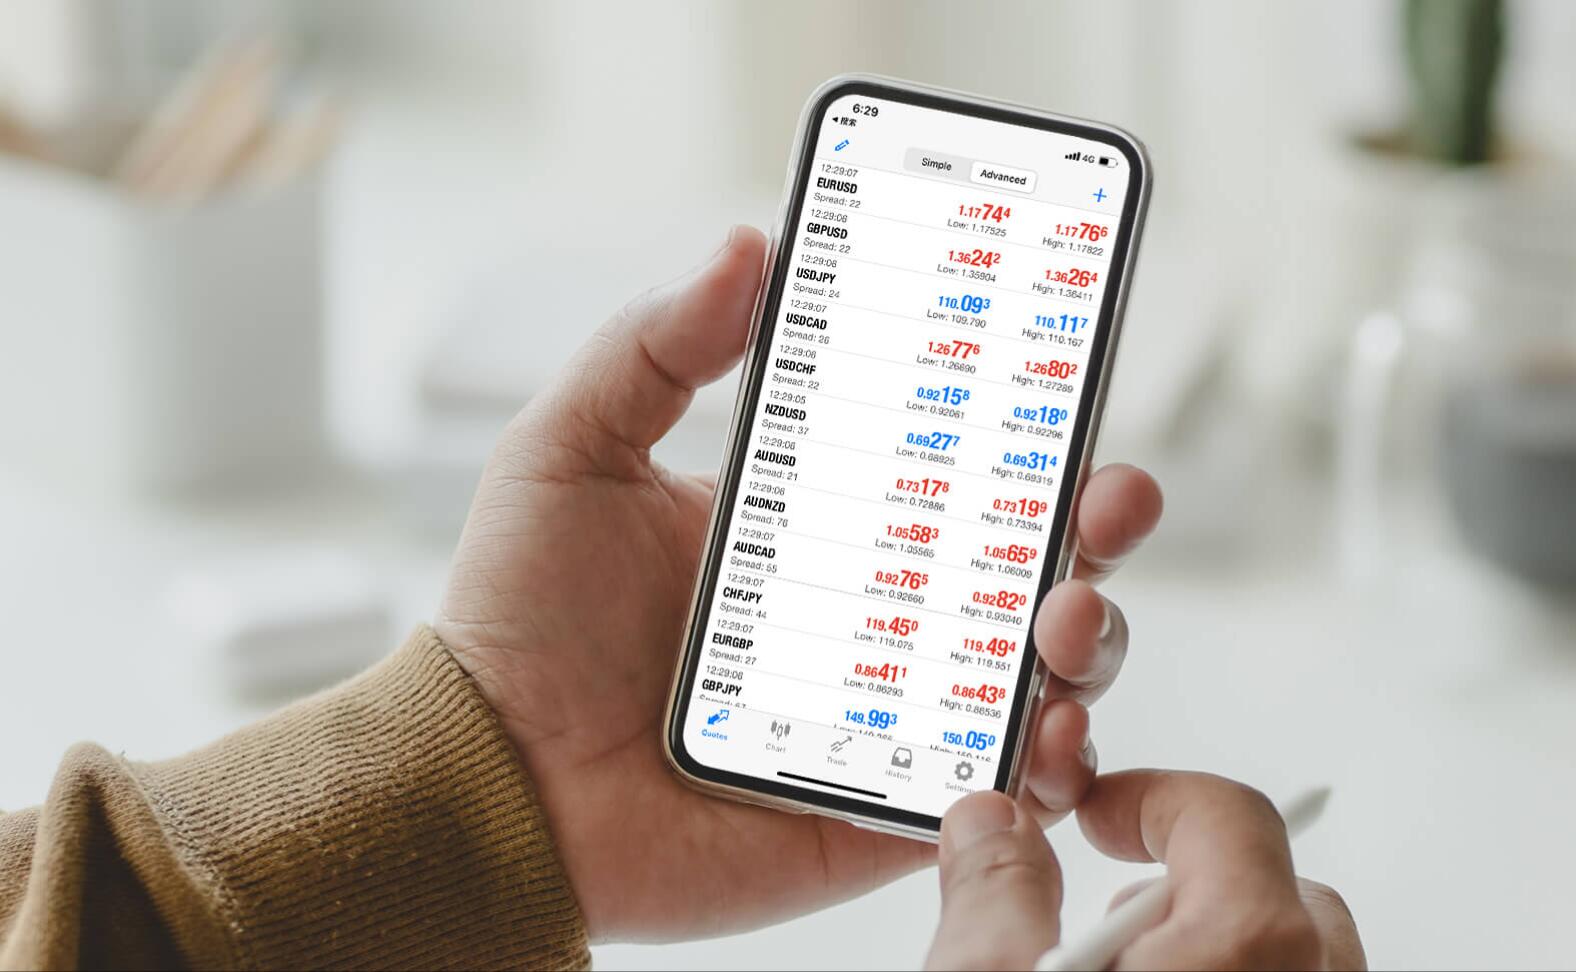 6:29
◀ 搜索
4G
Simple
Advanced
12:29:07
EURUSD
Spread: 22
1.17744
Low: 1.17525
1.17766
High: 1.17822
12:29:06
GBPUSD
Spread: 22
1.36242
Low: 1.35904
1.36264
High: 1.36411
12:29:06
USDJPY
Spread: 24
110.093
Low: 109.790
110.117
High: 110.167
12:29:07
USDCAD
Spread: 26
1.26776
Low: 1.26690
1.26802
High: 1.27289
12:29:06
USDCHF
Spread: 22
0.92158
Low: 0.92061
0.92180
High: 0.92296
12:29:05
NZDUSD
Spread: 37
0.69277
Low: 0.68925
0.69314
High: 0.69319
12:29:06
AUDUSD
Spread: 21
0.73178
Low: 0.72886
0.73199
High: 0.73394
12:29:06
AUDNZD
Spread: 76
1.05583
Low: 1.05565
1.05659
High: 1.06009
12:29:07
AUDCAD
Spread: 55
0.92765
Low: 0.92660
0.92820
High: 0.93040
12:29:07
CHFJPY
Spread: 44
119.450
Low: 119.075
119.494
High: 119.551
12:29:07
EURGBP
Spread: 27
0.86411
Low: 0.86293
0.86438
High: 0.86536
12:29:06
GBPJPY
149.993
150.050
Quotes
Chart
Trade
History
Settings